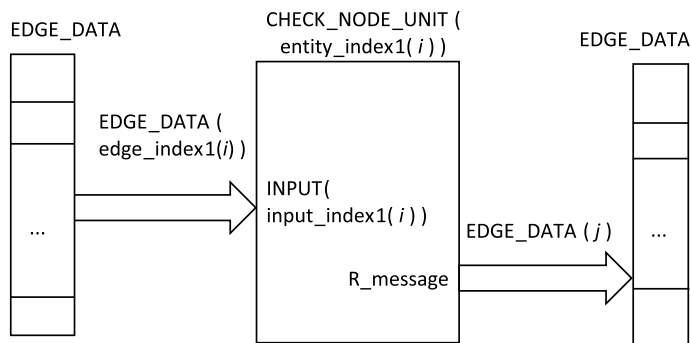 EDGE_DATA
CHECK_NODE_UNIT (
entity_index1( i ) )
EDGE_DATA
EDGE_DATA (
edge_index1(i) )
INPUT(
input_index1( i ) )
EDGE_DATA ( j )
...
...
R_message